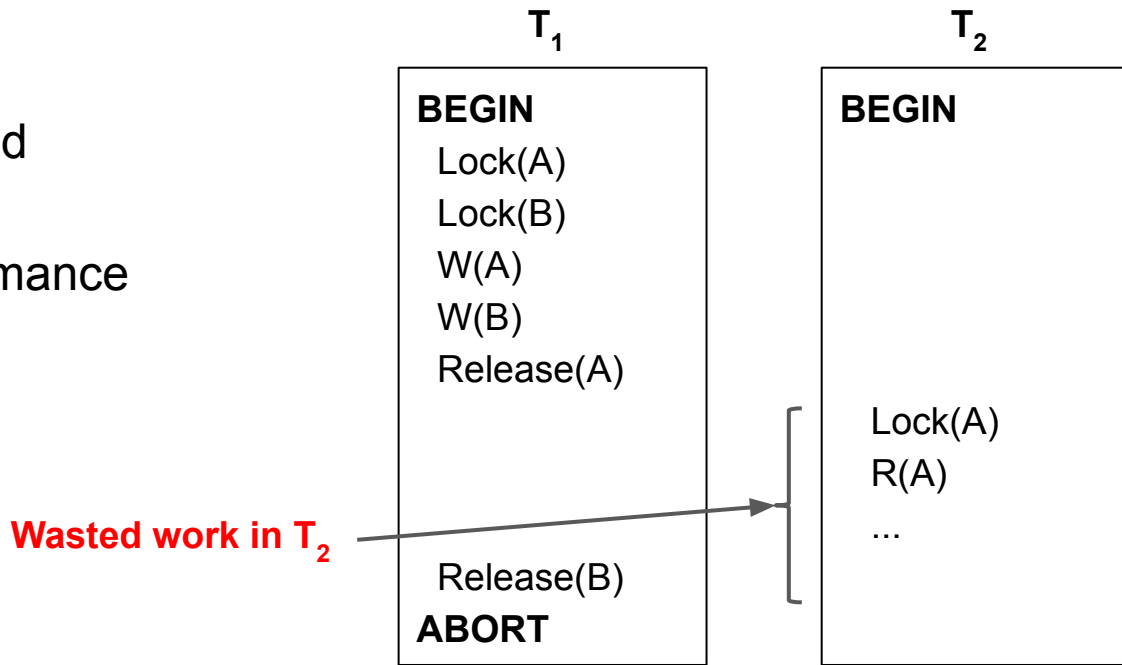 T1
T2
BEGIN
BEGIN
d
Lock(A)
Lock(B)
mance
W(A)
W(B)
Release(A)
Lock(A)
R(A)
Wasted work in T2
...
Release(B)
ABORT